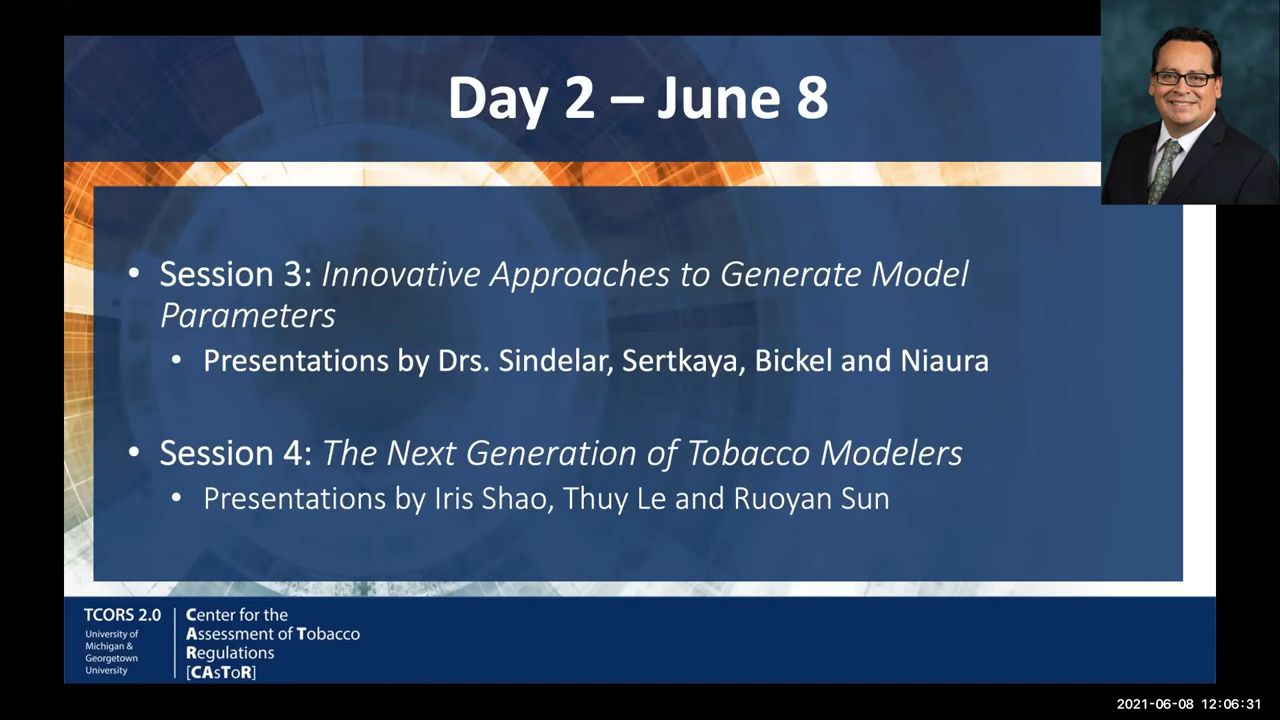 Day 2 – June 8
• Session 3: Innovative Approaches to Generate Model
Parameters
• Presentations by Drs. Sindelar, Sertkaya, Bickel and Niaura
• Session 4: The Next Generation of Tobacco Modelers
• Presentations by Iris Shao, Thuy Le and Ruoyan Sun
TCORS 2.0
University of
Michigan &
Georgetown
University
Center for the
Assessment of Tobacco
Regulations
[CAsToR]
2021-06-08 12:06:31